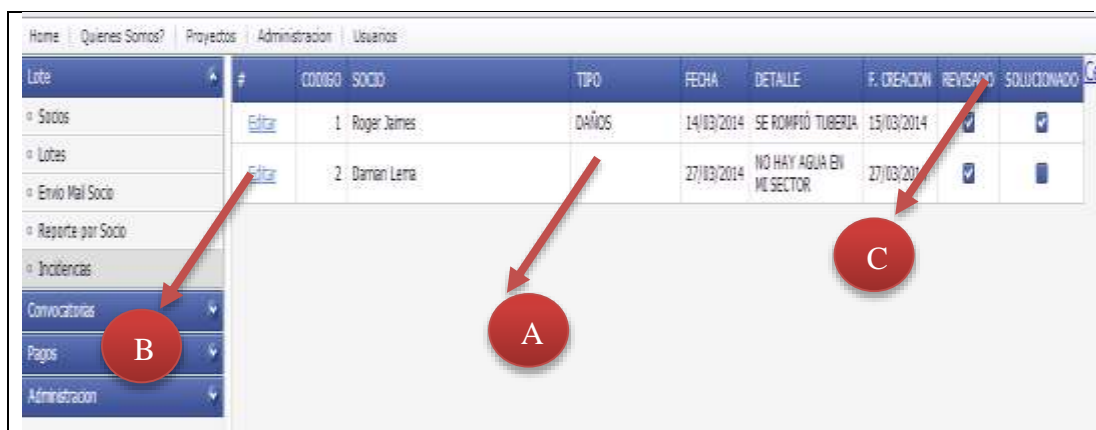 Home Quienes Somos? Proyectos Administracion Usuarios
Lote
Socios
Lotes
Envio Mail Socio
Reporte por Socio
Incidencas
Convocatorias
Pagos
Administracion
# CODIGO SOCIO TIPO FECHA DETALLE F. CREACION REVISADO SOLUCIONADO
Editar 1 Roger Jaimes DAÑOS 14/03/2014 SE ROMPIÓ TUBERIA 15/03/2014
Editar 2 Damian Lema 27/03/2014 NO HAY AGUA EN
MI SECTOR
B
A
C